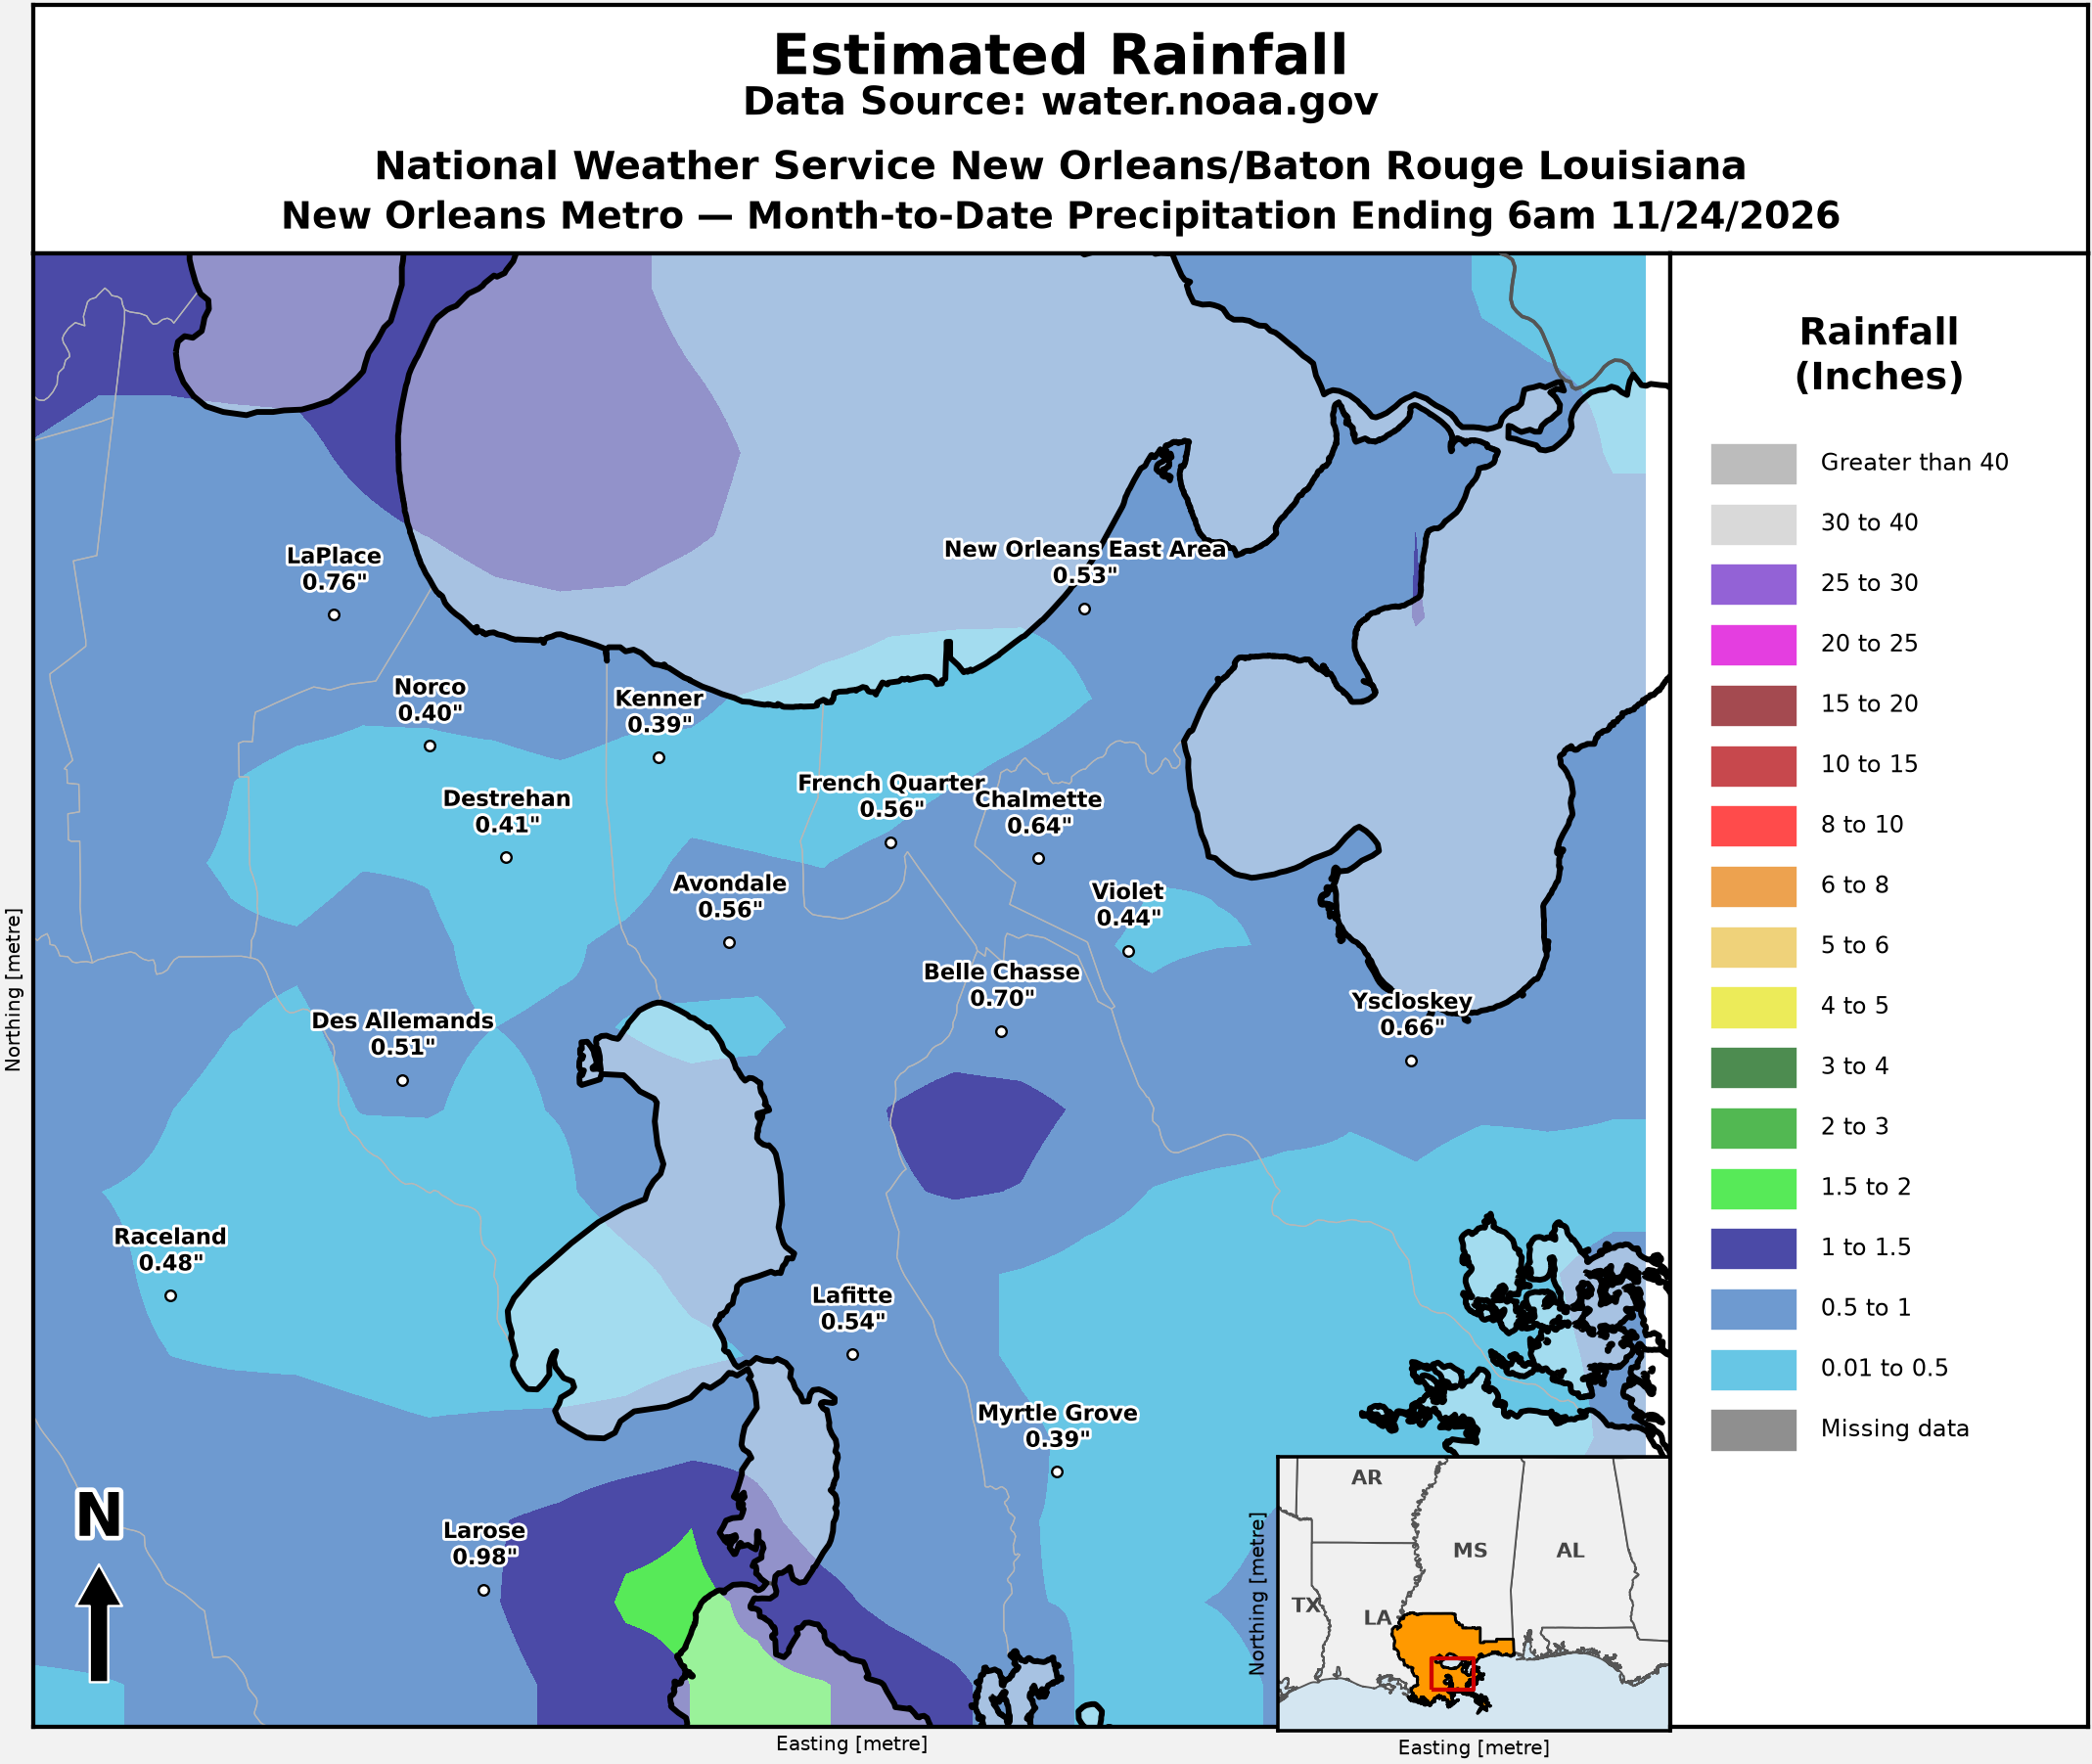 Estimated Rainfall
Data Source: water.noaa.gov
National Weather Service New Orleans/Baton Rouge Louisiana
New Orleans Metro — Month-to-Date Precipitation Ending 6am 11/24/2026
Rainfall
(Inches)
Greater than 40
30 to 40
25 to 30
20 to 25
15 to 20
10 to 15
8 to 10
6 to 8
5 to 6
4 to 5
3 to 4
2 to 3
1.5 to 2
1 to 1.5
0.5 to 1
0.01 to 0.5
Missing data
New Orleans East Area
0.53"
LaPlace
0.76"
Norco
0.40"
Kenner
0.39"
French Quarter
0.56"
Destrehan
0.41"
Chalmette
0.64"
Avondale
0.56"
Violet
0.44"
Belle Chasse
0.70"
Yscloskey
0.66"
Des Allemands
0.51"
Raceland
0.48"
Lafitte
0.54"
Myrtle Grove
0.39"
Larose
0.98"
N
Northing [metre]
Easting [metre]
AR
MS
AL
TX
LA
Northing [metre]
Easting [metre]